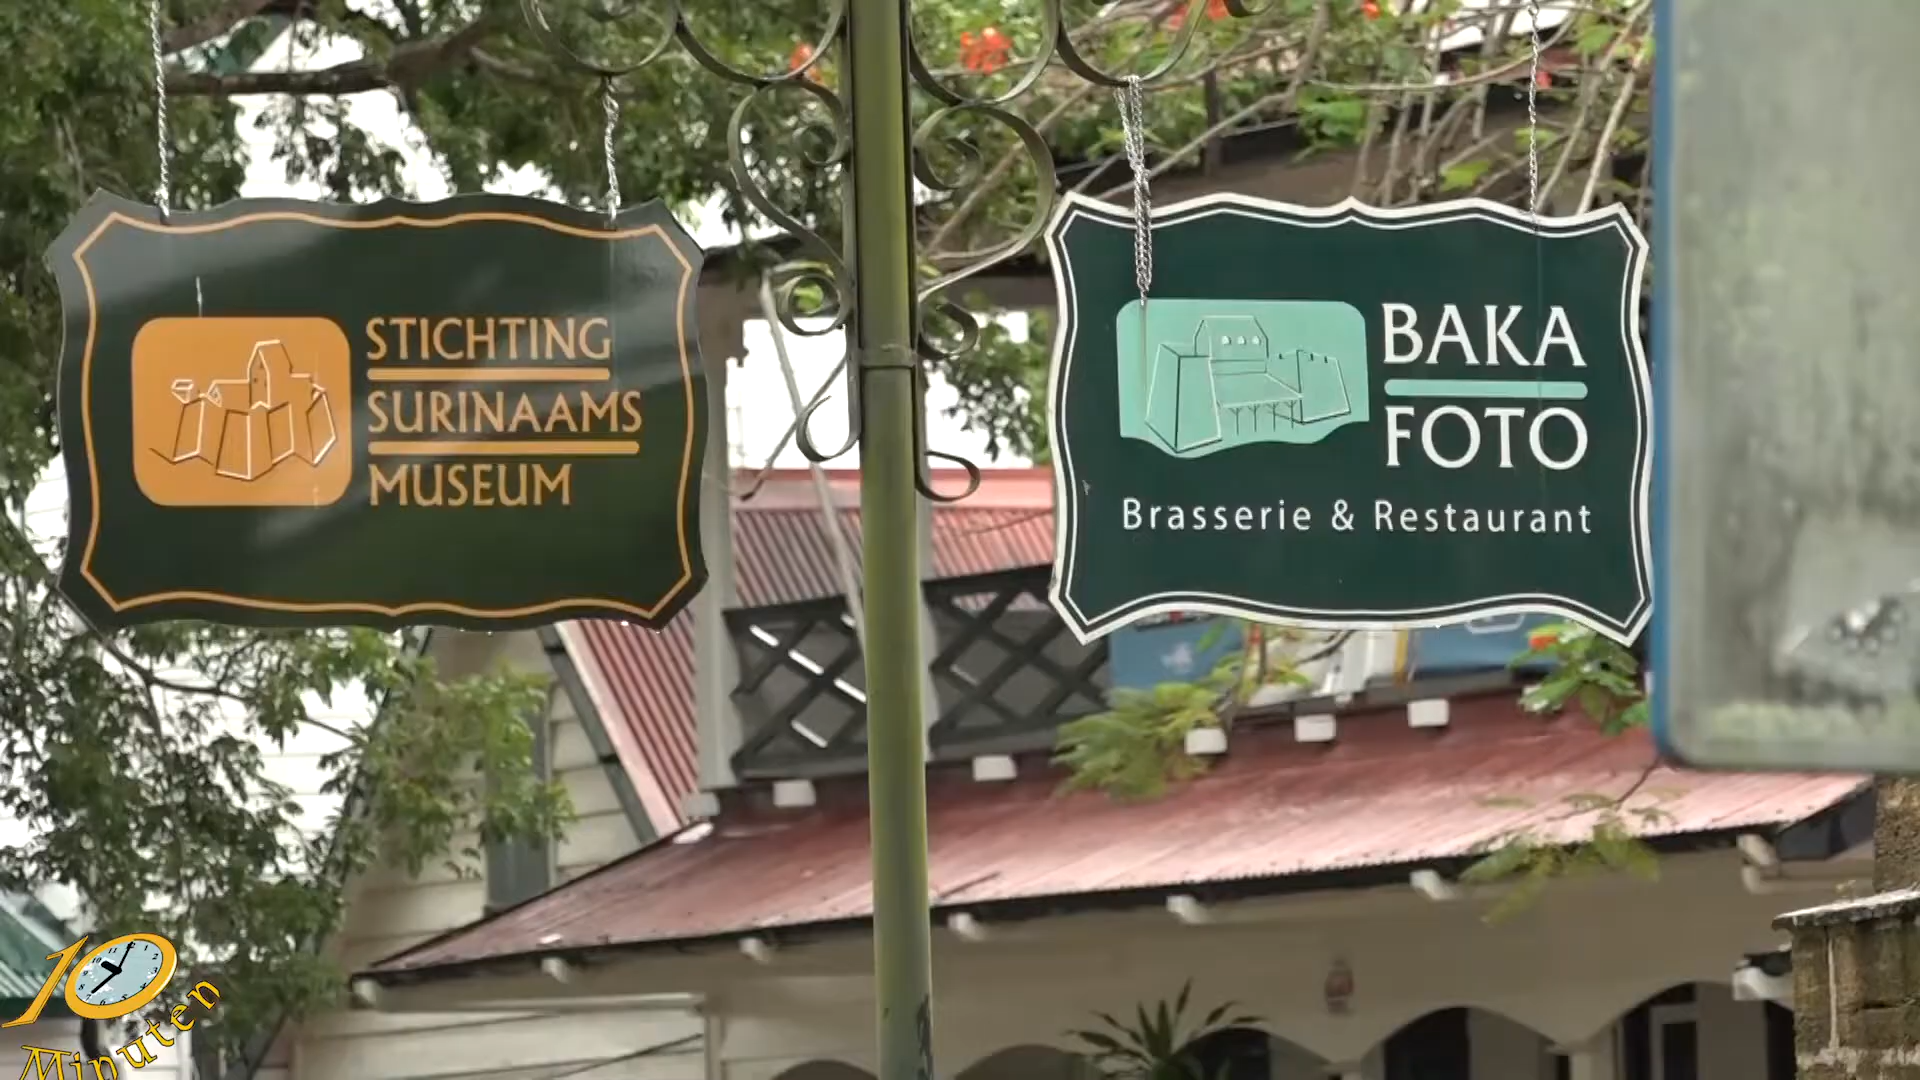 STICHTING
SURINAAMS
MUSEUM
BAKA
FOTO
Brasserie & Restaurant
10
Minuten